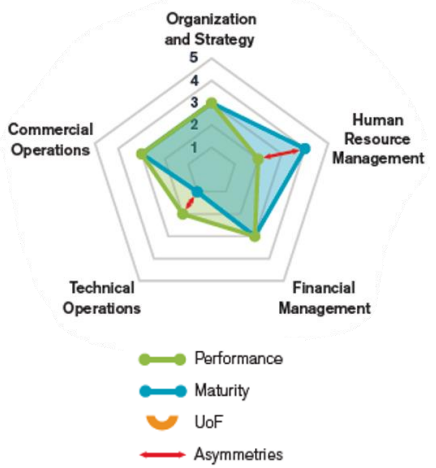 Organization
and Strategy
5
4
3
2
1
Commercial
Operations
Human
Resource
Management
Technical
Operations
Financial
Management
Performance
Maturity
UoF
Asymmetries